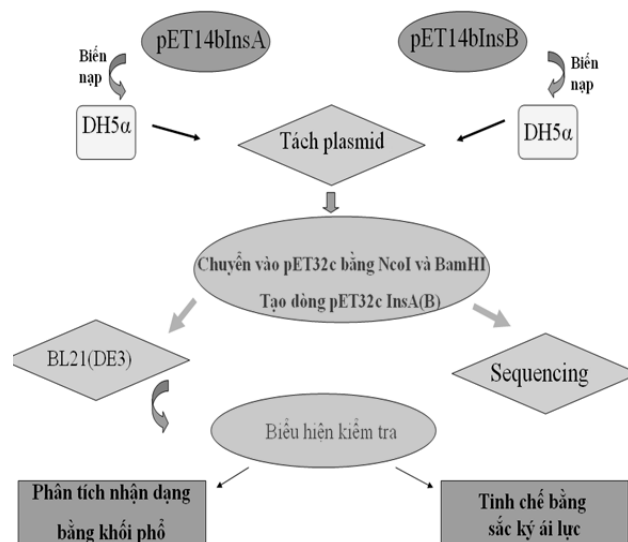 pET14bInsA
pET14bInsB
Biến
nạp
Biến
nạp
DH5α
DH5α
Tách plasmid
Chuyển vào pET32c bằng NcoI và BamHI
Tạo dòng pET32c InsA(B)
BL21(DE3)
Sequencing
Biểu hiện kiểm tra
Phân tích nhận dạng
bằng khối phổ
Tinh chế bằng
sắc ký ái lực